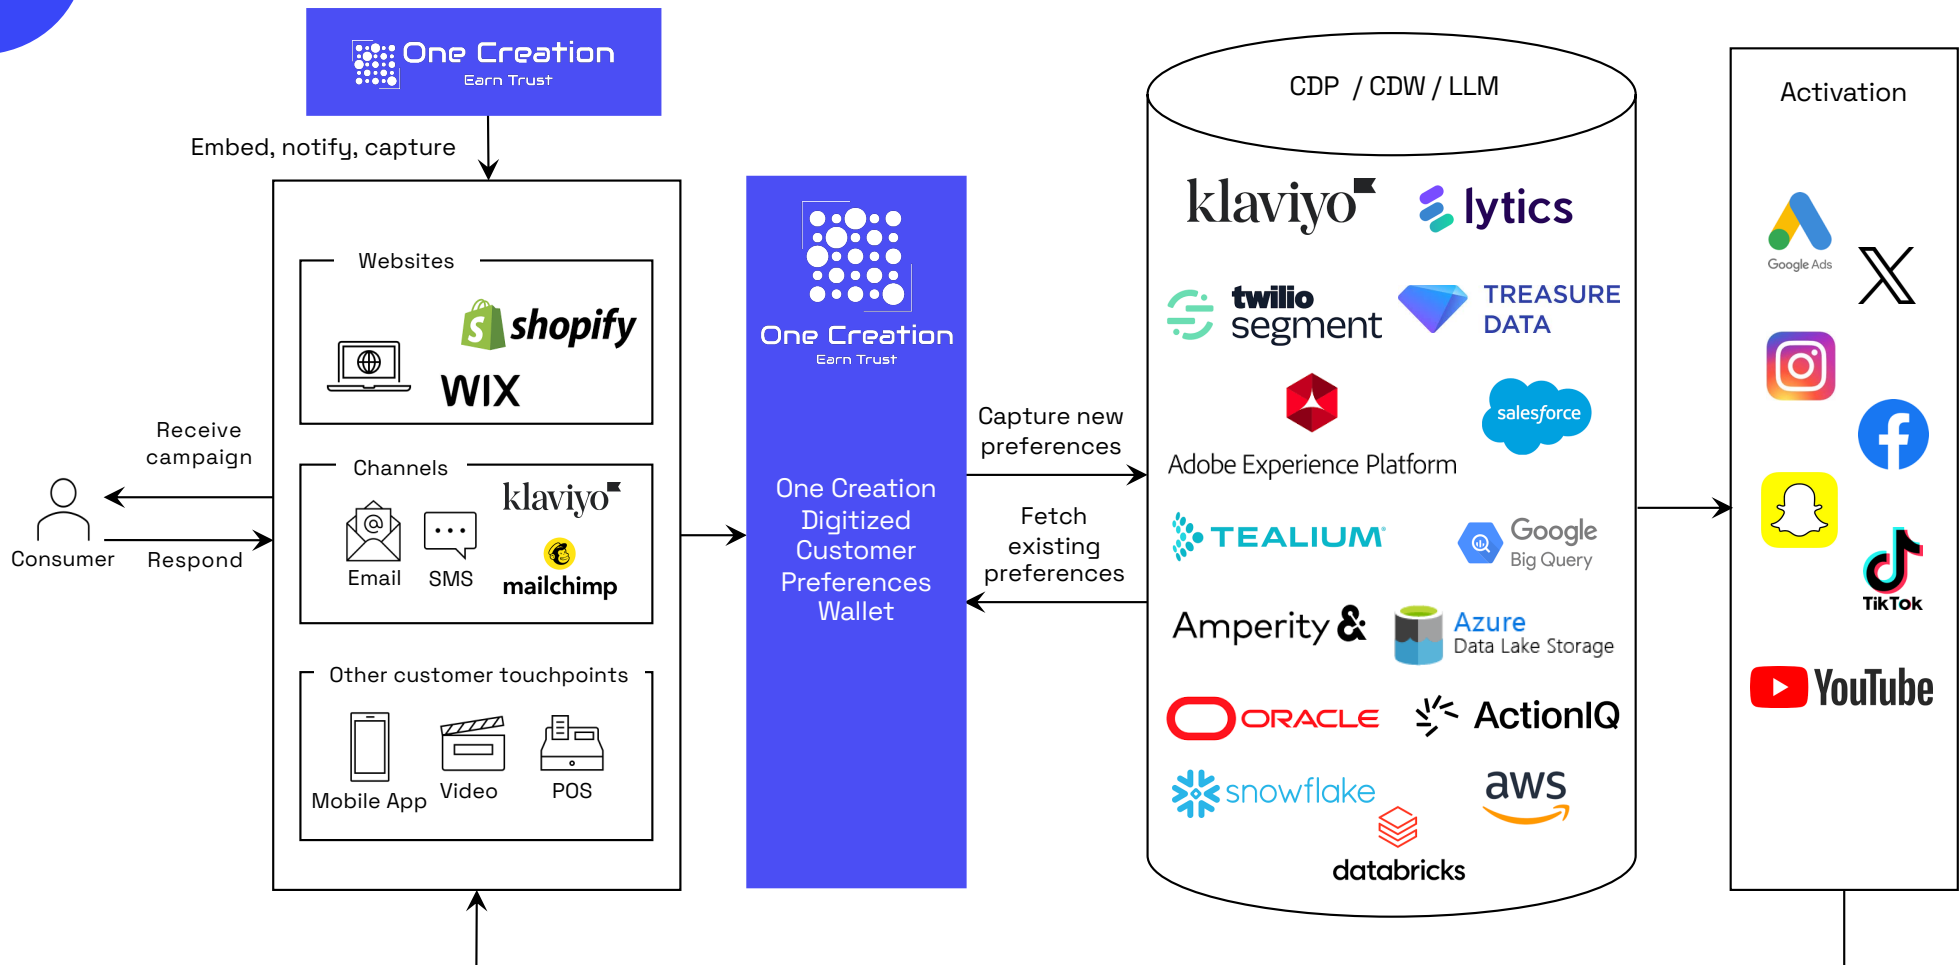 One Creation
Earn Trust
Embed, notify, capture
Websites
shopify
WIX
Receive
campaign
Consumer
Respond
Channels
klaviyo
@
Email
SMS
mailchimp
Other customer touchpoints
Mobile App
Video
POS
One Creation
Earn Trust
One Creation
Digitized
Customer
Preferences
Wallet
Capture new
preferences
Fetch
existing
preferences
CDP / CDW / LLM
klaviyo
lytics
twilio
segment
TREASURE
DATA
Adobe Experience Platform
salesforce
TEALIUM
Google
Big Query
Amperity &
Azure
Data Lake Storage
ORACLE
ActionIQ
snowflake
aws
databricks
Activation
Google Ads
TikTok
YouTube